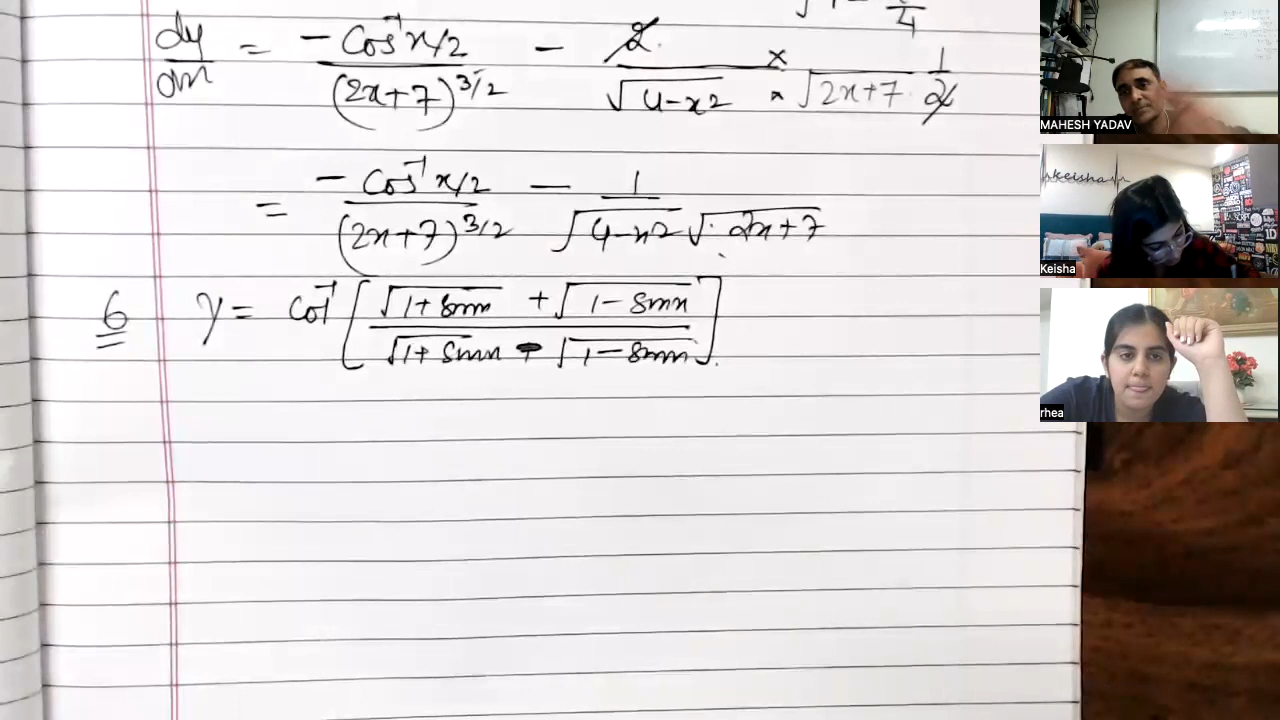 dy/dx = - Cos⁻¹x/2 / (2x+7)^3/2 - 2 / √4-x2 × √2x+7 × 1/2
= - Cos⁻¹x/2 / (2x+7)^3/2 - 1 / √4-x2 √2x+7
6 y = Cot⁻¹ [ √1+sinx + √1-sinx / √1+sinx - √1-sinx ].
MAHESH YADAV
keisha
Keisha
rhea